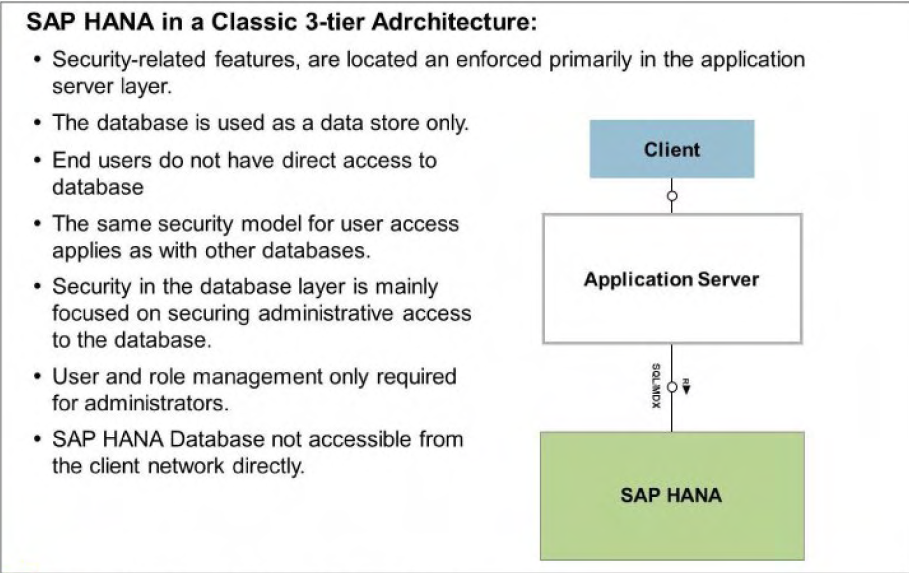 SAP HANA in a Classic 3-tier Adrchitecture:
• Security-related features, are located an enforced primarily in the application
server layer.
• The database is used as a data store only.
• End users do not have direct access to
database
• The same security model for user access
applies as with other databases.
• Security in the database layer is mainly
focused on securing administrative access
to the database.
• User and role management only required
for administrators.
• SAP HANA Database not accessible from
the client network directly.
Client
Application Server
SQL/MDX
R
SAP HANA